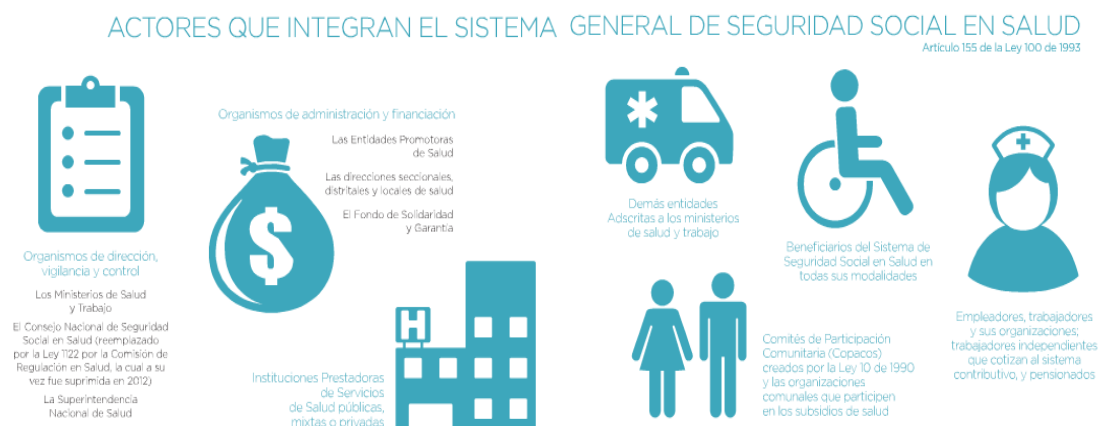 ACTORES QUE INTEGRAN EL SISTEMA GENERAL DE SEGURIDAD SOCIAL EN SALUD
Artículo 155 de la Ley 100 de 1993
Organismos de dirección,
vigilancia y control
Los Ministerios de Salud
y Trabajo
El Consejo Nacional de Seguridad
Social en Salud (reemplazado
por la Ley 1122 por la Comisión de
Regulación en Salud, la cual a su
vez fue suprimida en 2012)
La Superintendencia
Nacional de Salud
Organismos de administración y financiación
Las Entidades Promotoras
de Salud
Las direcciones seccionales,
distritales y locales de salud
El Fondo de Solidaridad
y Garantía
$
H
Instituciones Prestadoras
de Servicios
de Salud públicas,
mixtas o privadas
Demás entidades
Adscritas a los ministerios
de salud y trabajo
Comités de Participación
Comunitaria (Copacos)
creados por la Ley 10 de 1990
y las organizaciones
comunales que participen
en los subsidios de salud
Beneficiarios del Sistema de
Seguridad Social en Salud en
todas sus modalidades
Empleadores, trabajadores
y sus organizaciones;
trabajadores independientes
que cotizan al sistema
contributivo, y pensionados